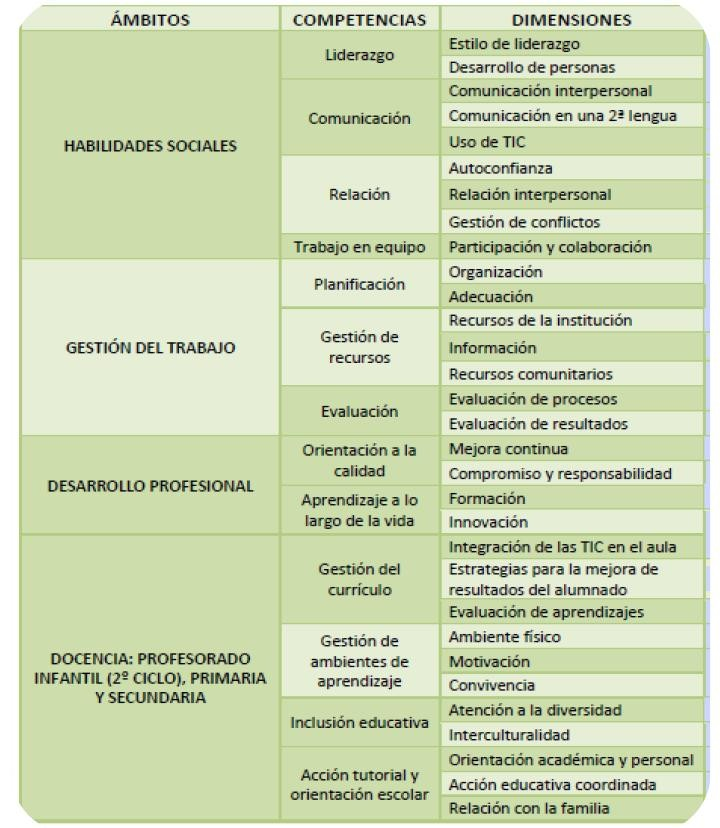 ÁMBITOS COMPETENCIAS DIMENSIONES
HABILIDADES SOCIALES
Liderazgo
Estilo de liderazgo
Desarrollo de personas
Comunicación
Comunicación interpersonal
Comunicación en una 2ª lengua
Uso de TIC
Relación
Autoconfianza
Relación interpersonal
Gestión de conflictos
Trabajo en equipo
Participación y colaboración
GESTIÓN DEL TRABAJO
Planificación
Organización
Adecuación
Gestión de
recursos
Recursos de la institución
Información
Recursos comunitarios
Evaluación
Evaluación de procesos
Evaluación de resultados
DESARROLLO PROFESIONAL
Orientación a la
calidad
Mejora continua
Compromiso y responsabilidad
Aprendizaje a lo
largo de la vida
Formación
Innovación
DOCENCIA: PROFESORADO
INFANTIL (2º CICLO), PRIMARIA
Y SECUNDARIA
Gestión del
currículo
Integración de las TIC en el aula
Estrategias para la mejora de
resultados del alumnado
Evaluación de aprendizajes
Gestión de
ambientes de
aprendizaje
Ambiente físico
Motivación
Convivencia
Inclusión educativa
Atención a la diversidad
Interculturalidad
Acción tutorial y
orientación escolar
Orientación académica y personal
Acción educativa coordinada
Relación con la familia